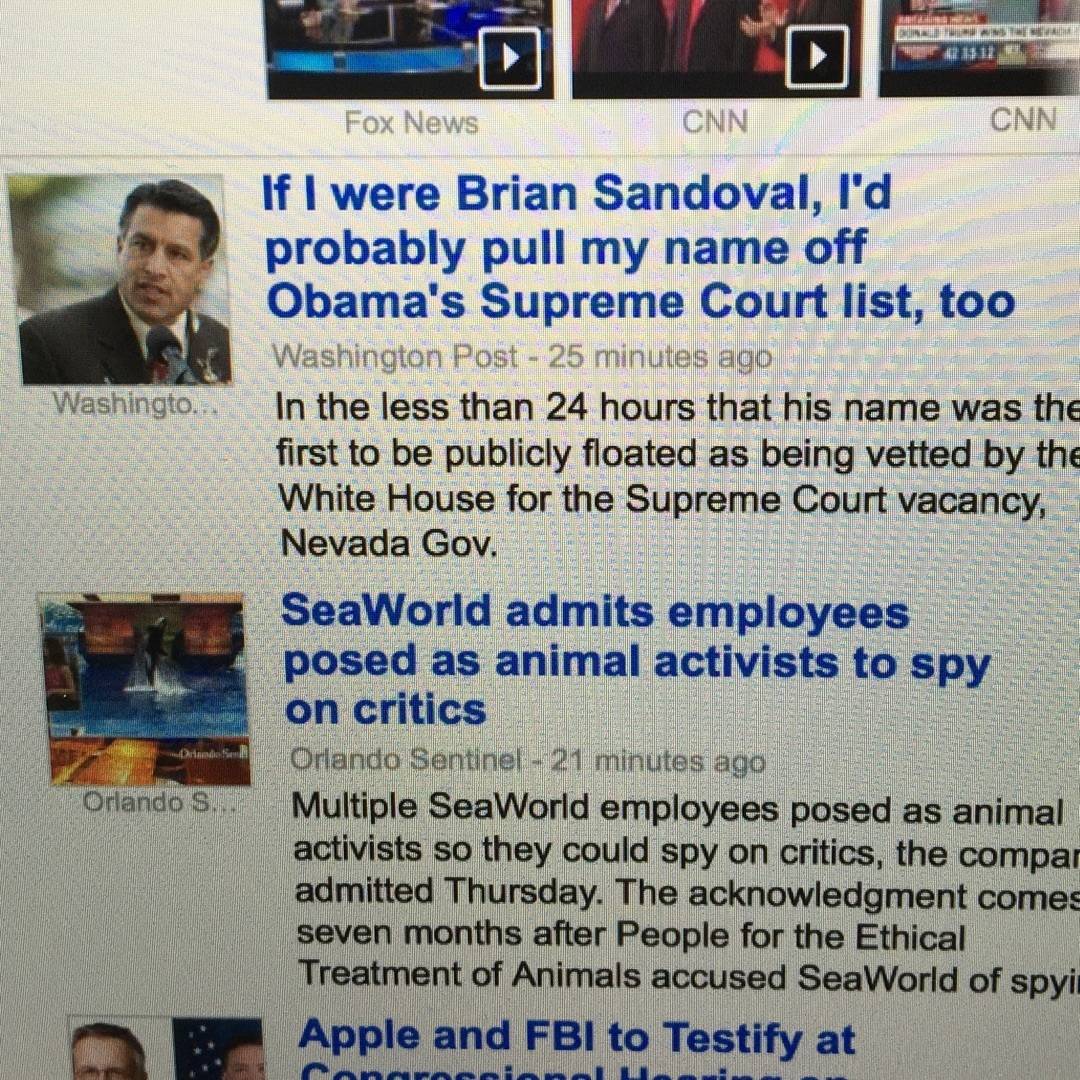 BREAKING NEWS
DONALD TRUMP WINS THE NEVADA
Fox News
CNN
CNN
If I were Brian Sandoval, I'd
probably pull my name off
Obama's Supreme Court list, too
Washington Post - 25 minutes ago
Washingto...
In the less than 24 hours that his name was the
first to be publicly floated as being vetted by the
White House for the Supreme Court vacancy,
Nevada Gov.
SeaWorld admits employees
posed as animal activists to spy
on critics
Orlando Sentinel - 21 minutes ago
Orlando S...
Multiple SeaWorld employees posed as animal
activists so they could spy on critics, the compan
admitted Thursday. The acknowledgment comes
seven months after People for the Ethical
Treatment of Animals accused SeaWorld of spyi
Apple and FBI to Testify at
Congressional Hearing on